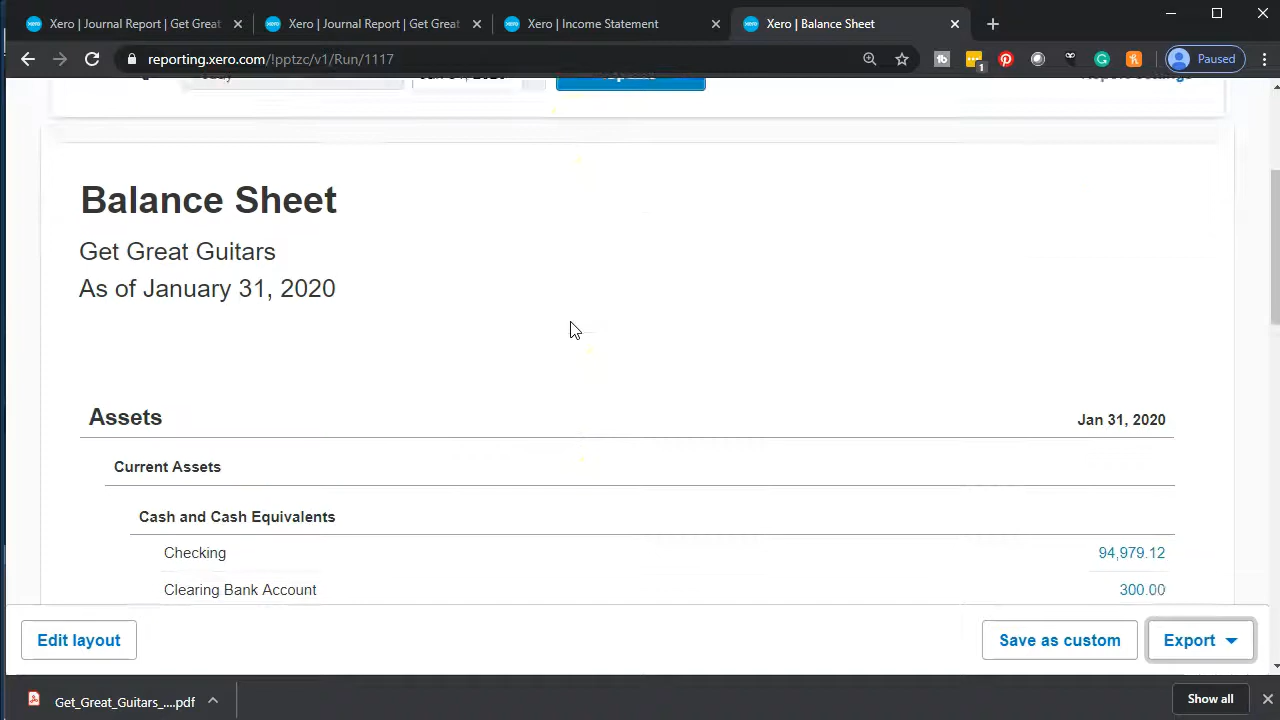 Xero | Journal Report | Get Great
Xero | Journal Report | Get Great
Xero | Income Statement
Xero | Balance Sheet
reporting.xero.com/!pptzc/v1/Run/1117
1
Paused
Balance Sheet
Get Great Guitars
As of January 31, 2020
Assets
Jan 31, 2020
Current Assets
Cash and Cash Equivalents
Checking
94,979.12
Clearing Bank Account
300.00
Edit layout
Save as custom
Export
Get_Great_Guitars_....pdf
Show all